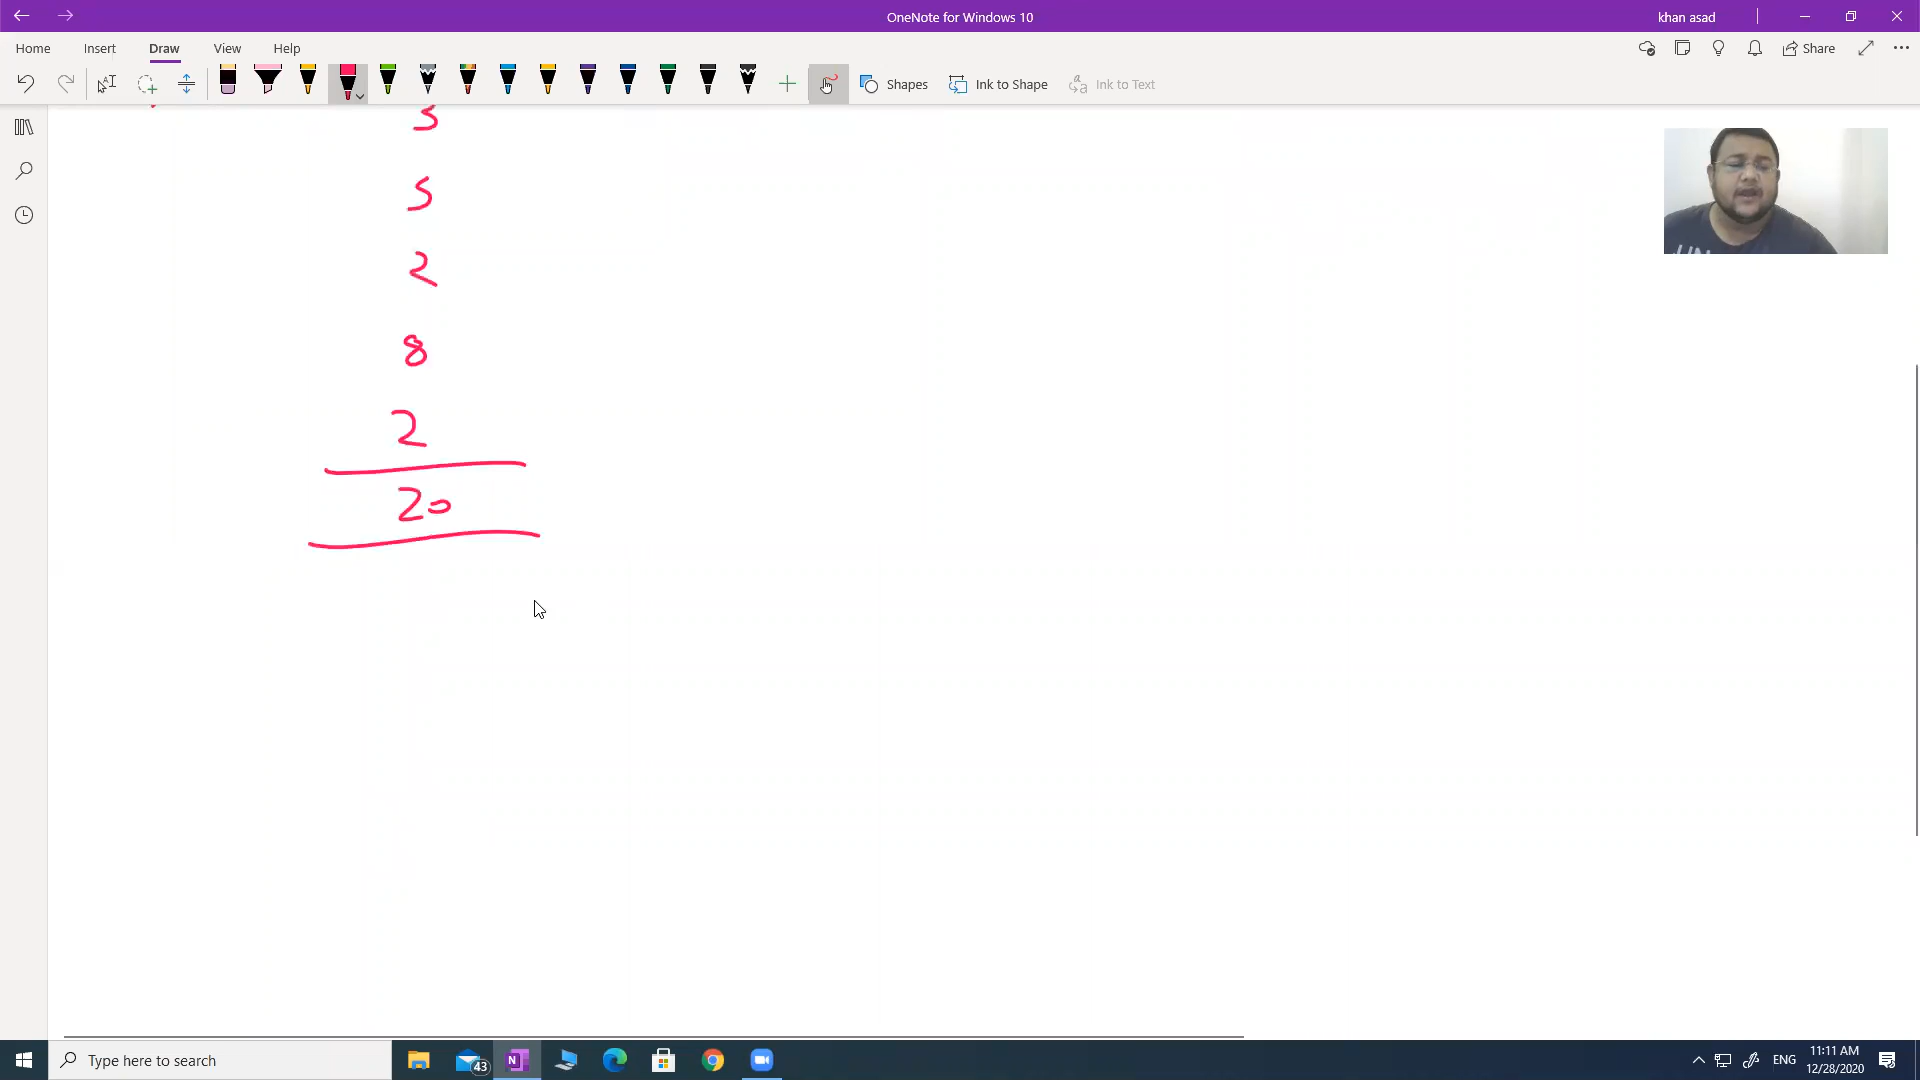 OneNote for Windows 10
khan asad
Home Insert Draw View Help
Share
Shapes
Ink to Shape
Ink to Text
5
2
8
2
20
UN
Type here to search
43
N
ENG
11:11 AM
12/28/2020